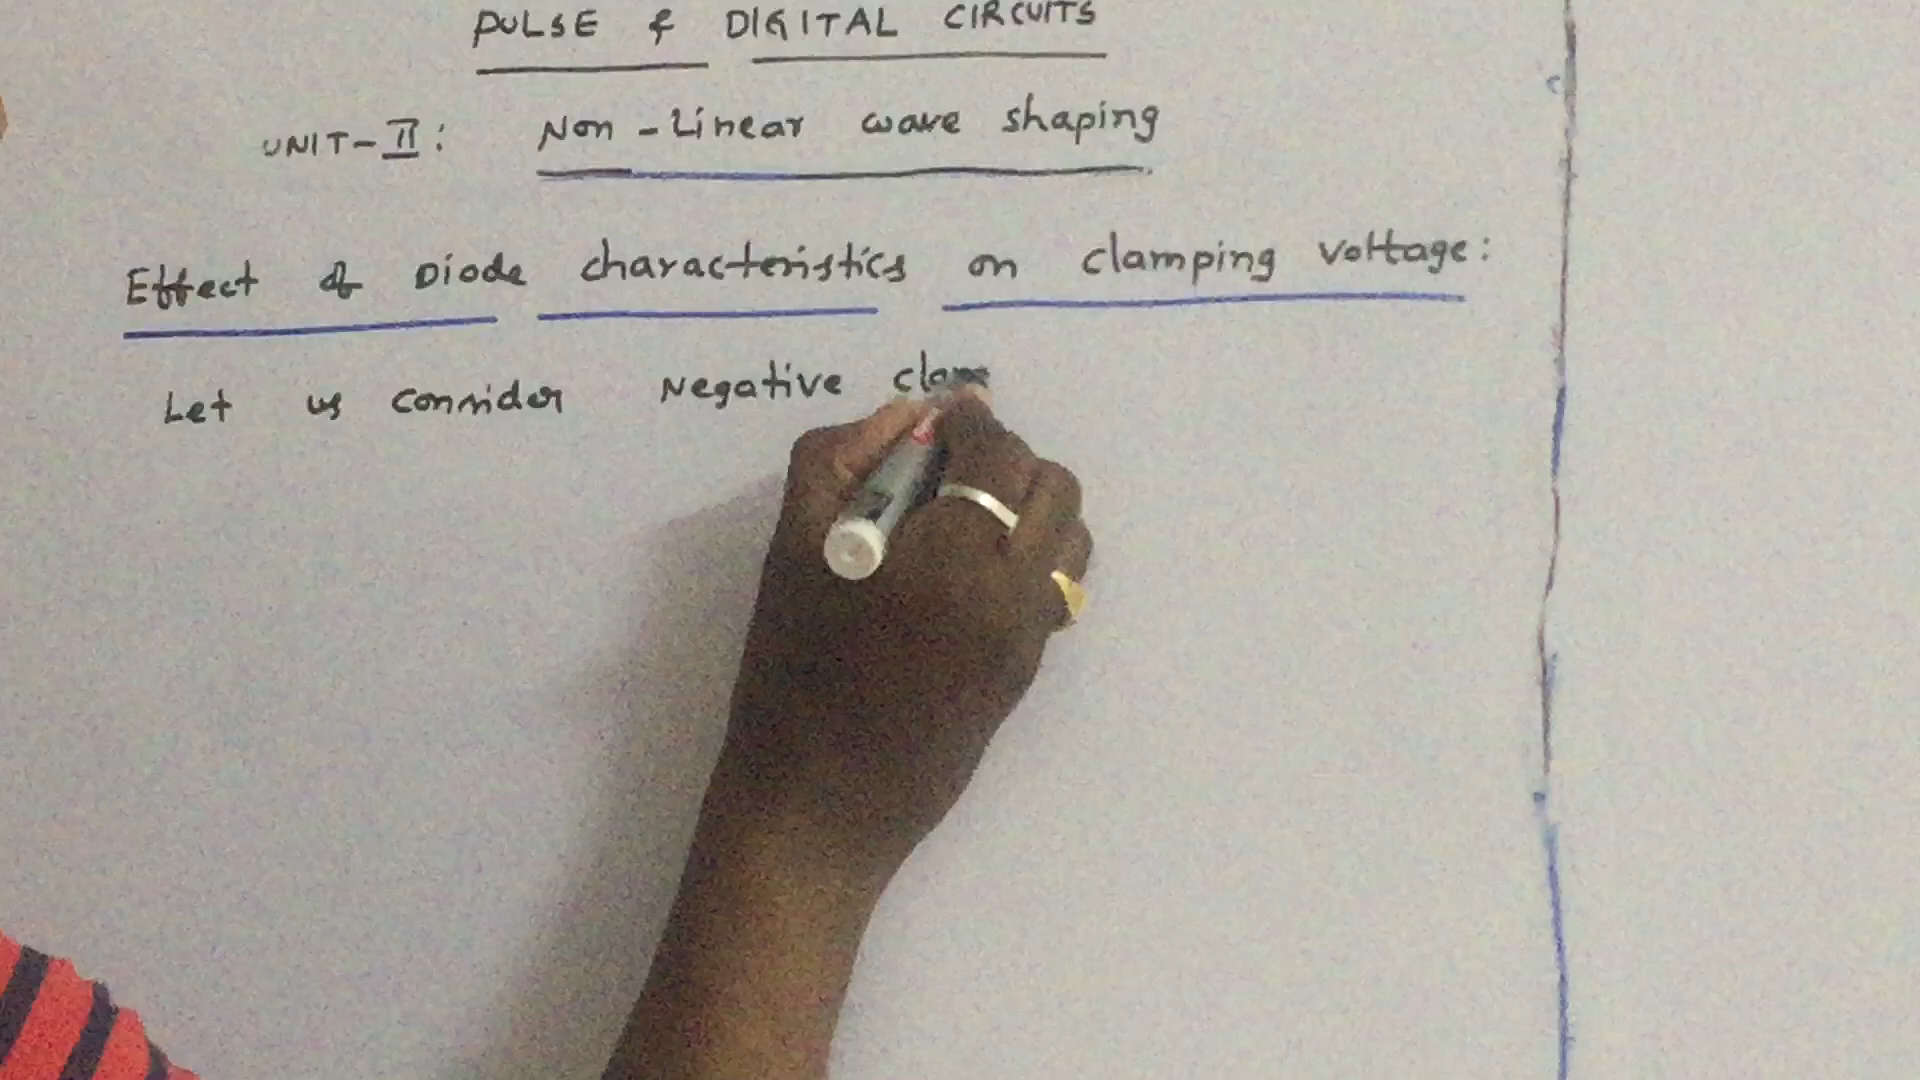 PULSE & DIGITAL CIRCUITS
UNIT-II: Non-Linear wave shaping
Effect of Diode characteristics on clamping voltage:
Let us consider Negative clam